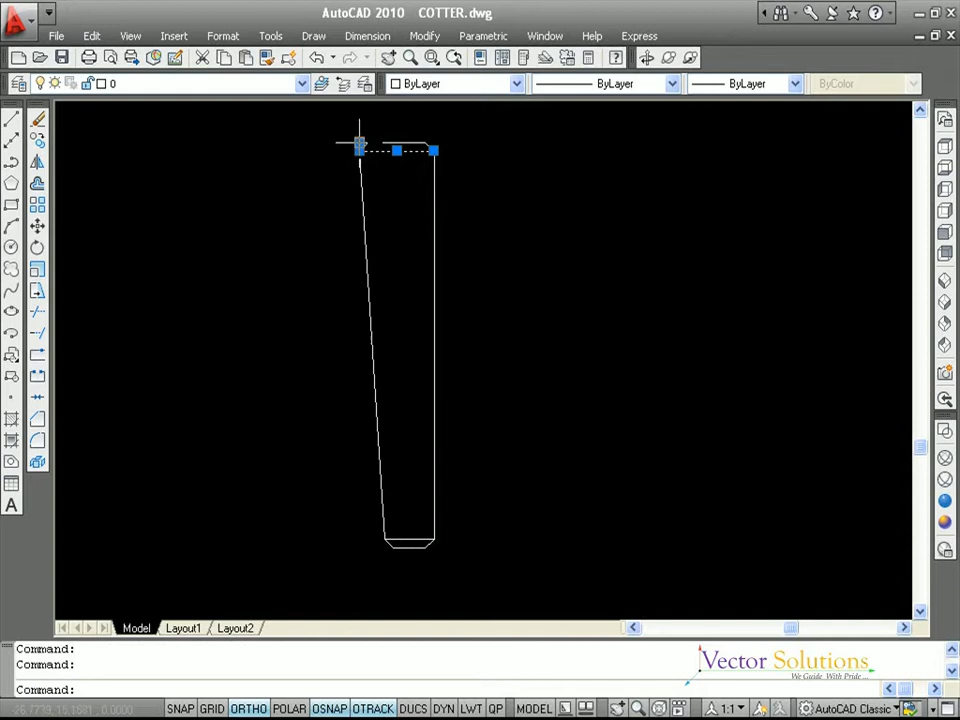 AutoCAD 2010 COTTER.dwg
File Edit View Insert Format Tools Draw Dimension Modify Parametric Window Help Express
0 ByLayer ByLayer ByLayer ByColor
A
Model Layout1 Layout2
Command:
Command:
Command:
Vector Solutions
We Guide With Pride ...
SNAP GRID ORTHO POLAR OSNAP OTRACK DUCS DYN LWT QP MODEL 1:1 AutoCAD Classic